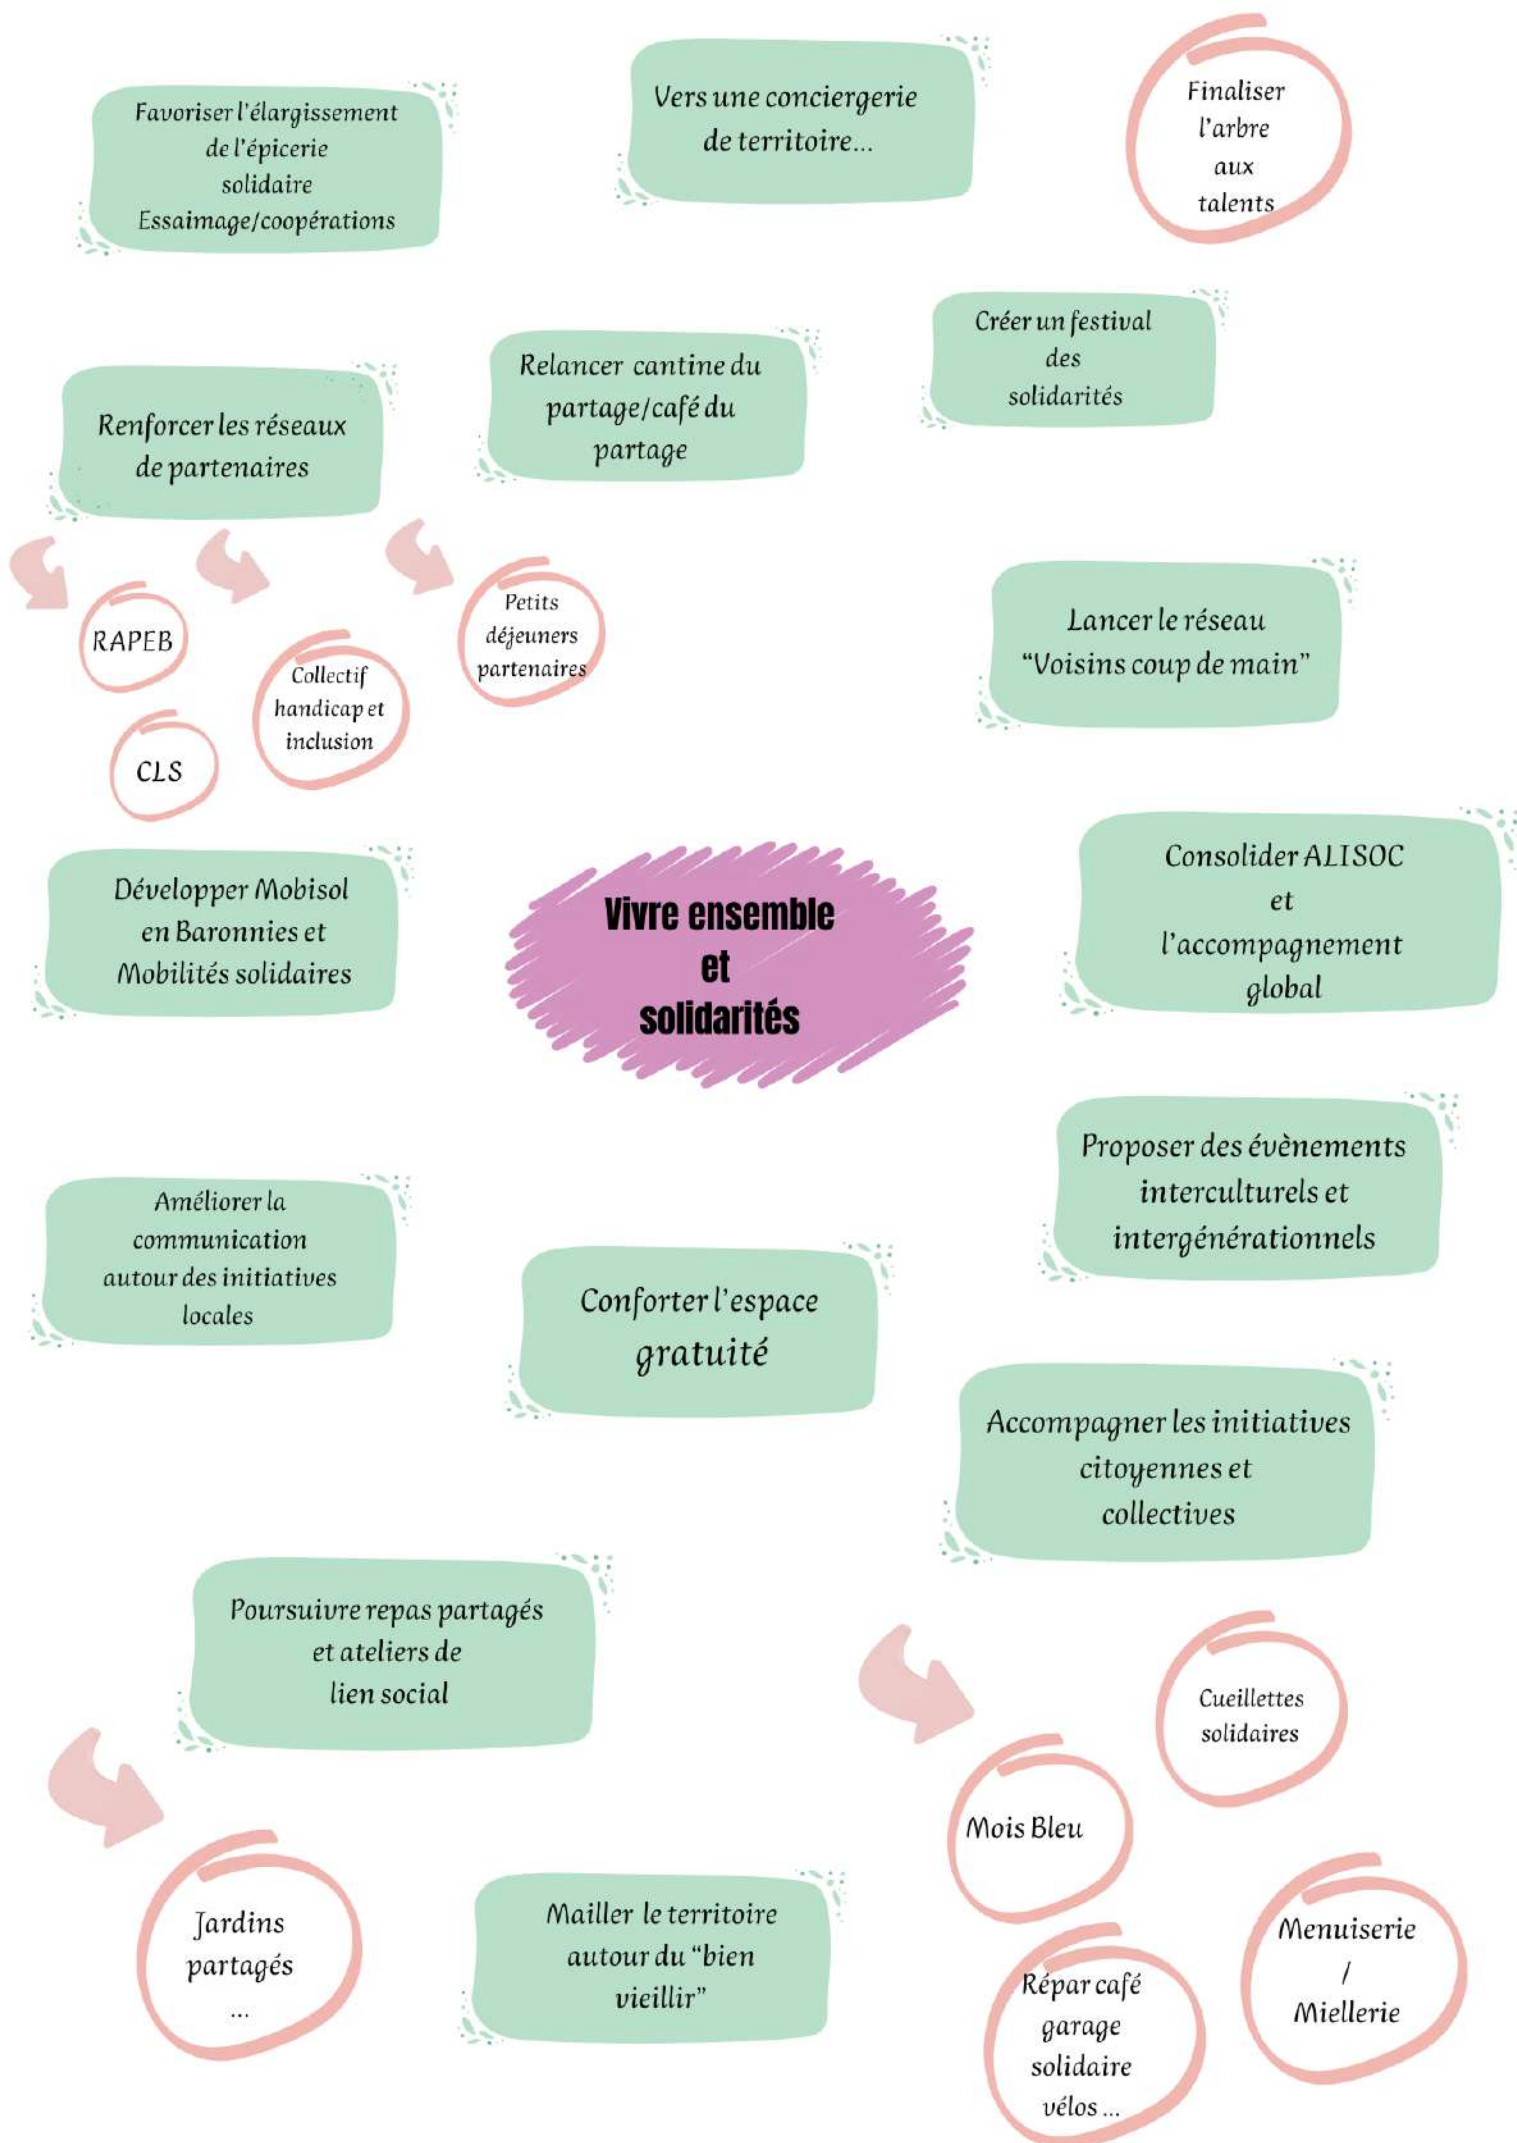 Favoriser l'élargissement
de l'épicerie
solidaire
Essaimage/coopérations
Vers une conciergerie
de territoire...
Finaliser
l'arbre
aux
talents
Créer un festival
des
solidarités
Relancer cantine du
partage/café du
partage
Renforcer les réseaux
de partenaires
RAPEB
CLS
Collectif
handicap et
inclusion
Petits
déjeuners
partenaires
Lancer le réseau
“Voisins coup de main”
Développer Mobisol
en Baronnies et
Mobilités solidaires
Vivre ensemble
et
solidarités
Consolider ALISOC
et
l'accompagnement
global
Proposer des évènements
interculturels et
intergénérationnels
Améliorer la
communication
autour des initiatives
locales
Conforter l'espace
gratuité
Accompagner les initiatives
citoyennes et
collectives
Poursuivre repas partagés
et ateliers de
lien social
Cueillettes
solidaires
Mois Bleu
Jardins
partagés
...
Mailler le territoire
autour du “bien
vieillir”
Menuiserie
/
Miellerie
Répar café
garage
solidaire
vélos ...